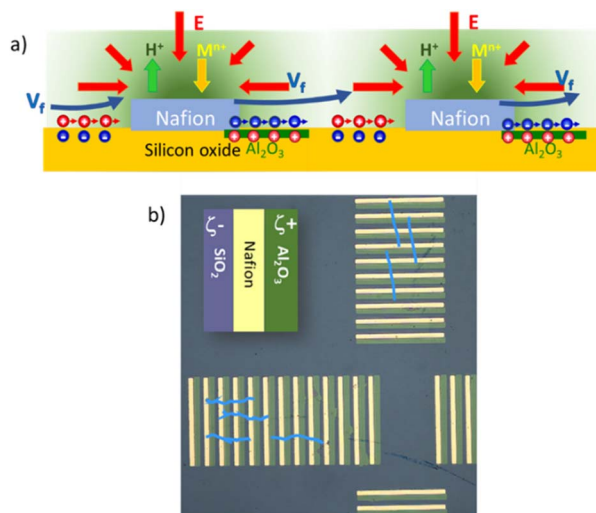 a)
E
H⁺ Mⁿ⁺ H⁺ Mⁿ⁺
V_f V_f V_f
Nafion Nafion
Silicon oxide Al₂O₃ Al₂O₃
b)
ζ- SiO₂
Nafion
ζ+ Al₂O₃